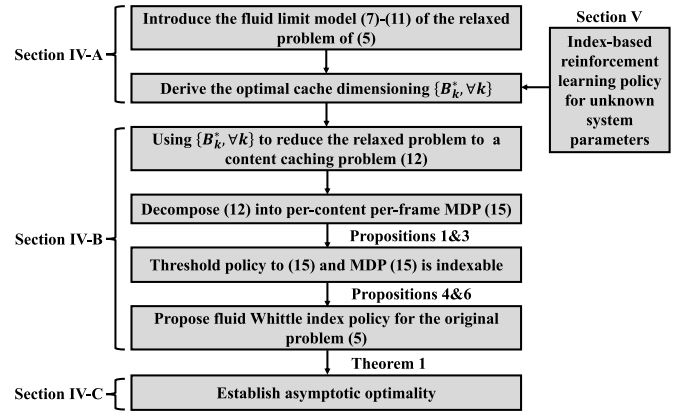 Introduce the fluid limit model (7)-(11) of the relaxed
problem of (5)
Section IV-A
Derive the optimal cache dimensioning {B*k, ∀k}
Section V
Index-based
reinforcement
learning policy
for unknown
system
parameters
Using {B*k, ∀k} to reduce the relaxed problem to a
content caching problem (12)
Decompose (12) into per-content per-frame MDP (15)
Propositions 1&3
Section IV-B
Threshold policy to (15) and MDP (15) is indexable
Propositions 4&6
Propose fluid Whittle index policy for the original
problem (5)
Theorem 1
Section IV-C
Establish asymptotic optimality